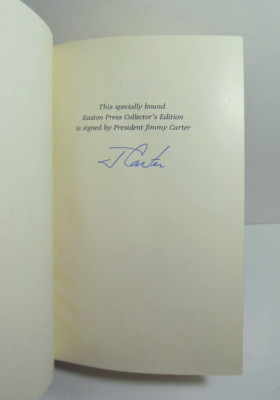 This specially bound
Easton Press Collector's Edition
is signed by President Jimmy Carter
J Carter